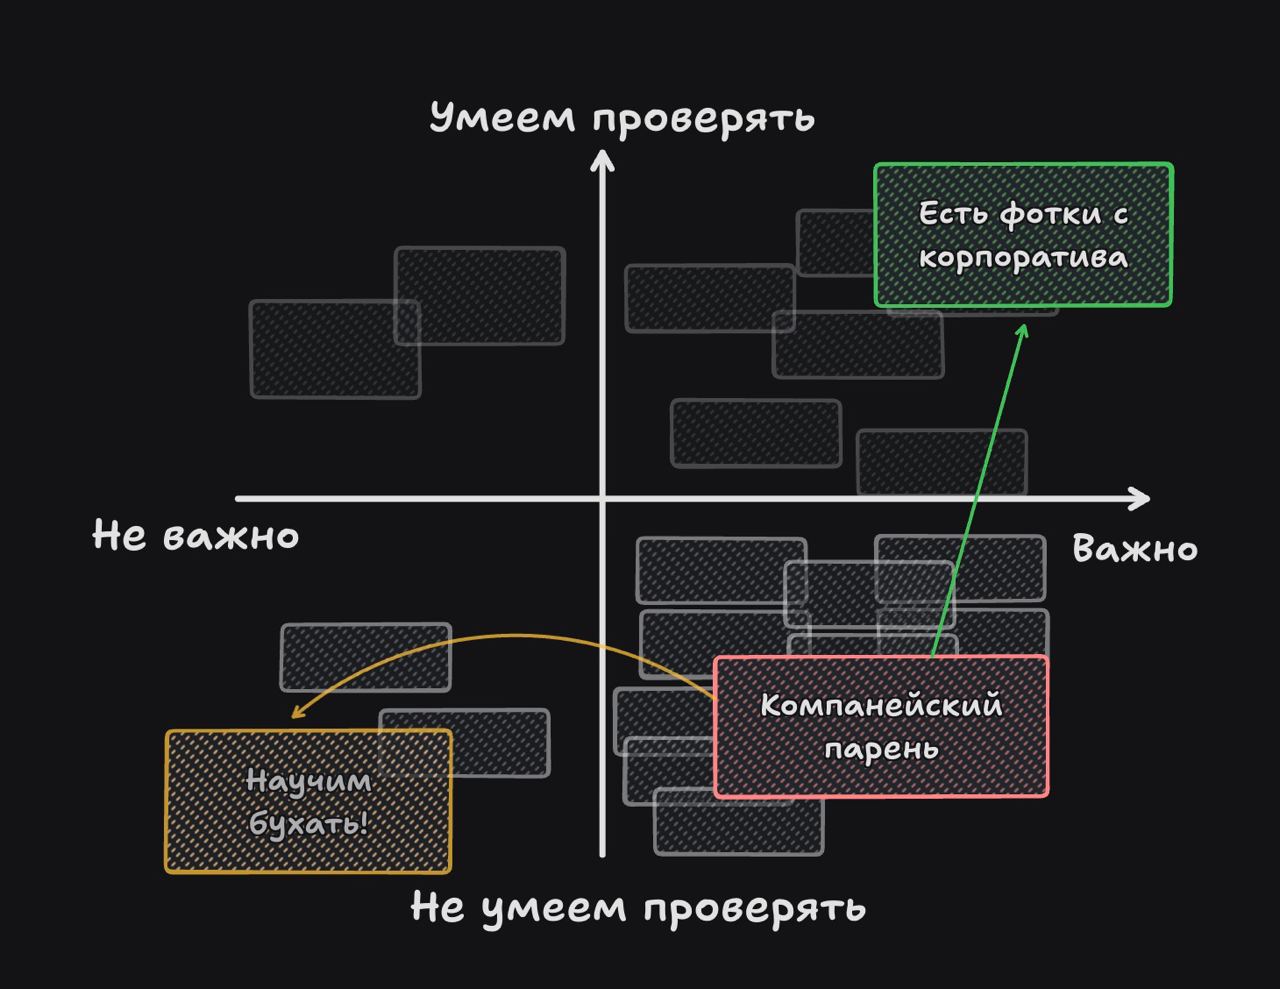 Умеем проверять
Есть фотки с
корпоратива
Не важно
Важно
Компанейский
парень
Научим
бухать!
Не умеем проверять